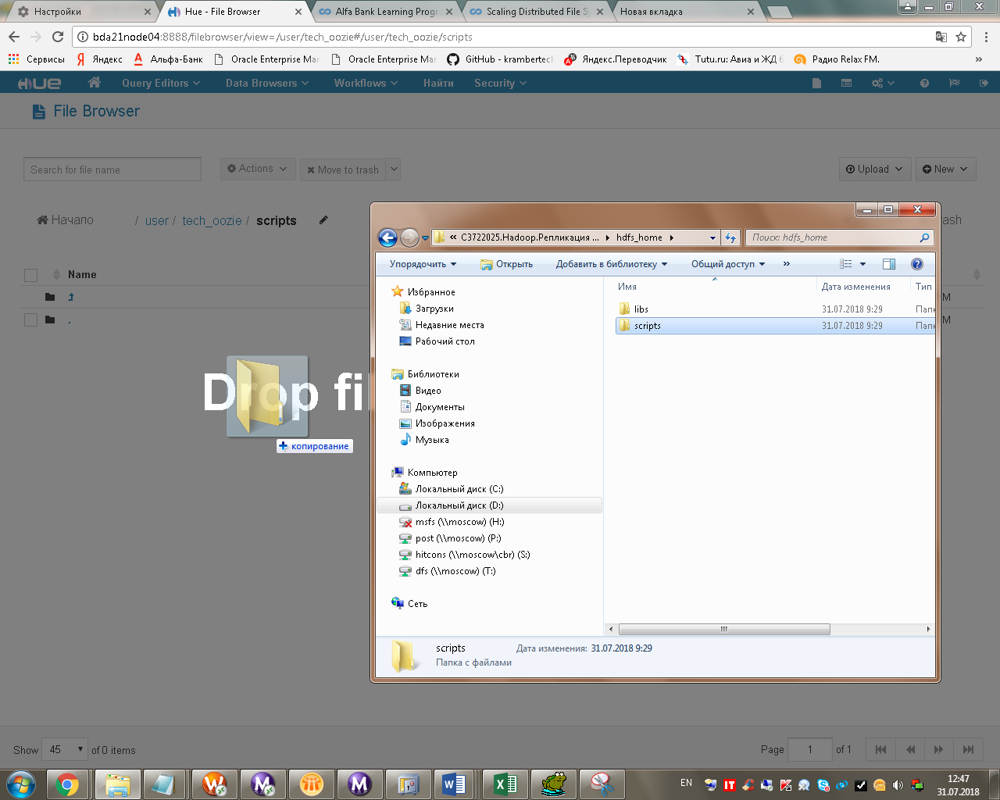 Настройки
Hue - File Browser
Alfa Bank Learning Prog
Scaling Distributed File Sy
Новая вкладка
bda21node04:8888/filebrowser/view=/user/tech_oozie#/user/tech_oozie/scripts
Сервисы
Яндекс
Альфа-Банк
Oracle Enterprise Mar
Oracle Enterprise Mar
GitHub - krambertech
Яндекс.Переводчик
Tutu.ru: Авиа и ЖД б
Радио Relax FM.
»
HUE
Query Editors
Data Browsers
Workflows
Найти
Security
File Browser
Search for file name
Actions
Move to trash
Upload
New
Начало
/ user / tech_oozie / scripts
rash
Name
M
.
M
Drop fil
копирование
« C3722025.Hadoop.Репликация ...
hdfs_home
Поиск: hdfs_home
Упорядочить
Открыть
Добавить в библиотеку
Общий доступ
»
Имя
Дата изменения
Тип
libs
31.07.2018 9:29
Папк
scripts
31.07.2018 9:29
Папк
Избранное
Загрузки
Недавние места
Рабочий стол
Библиотеки
Видео
Документы
Изображения
Музыка
Компьютер
Локальный диск (C:)
Локальный диск (D:)
msfs (\\moscow) (H:)
post (\\moscow) (P:)
hitcons (\\moscow\cbr) (S:)
dfs (\\moscow) (T:)
Сеть
scripts
Дата изменения: 31.07.2018 9:29
Папка с файлами
Show 45 of 0 items
Page 1 of 1
EN
12:47
31.07.2018